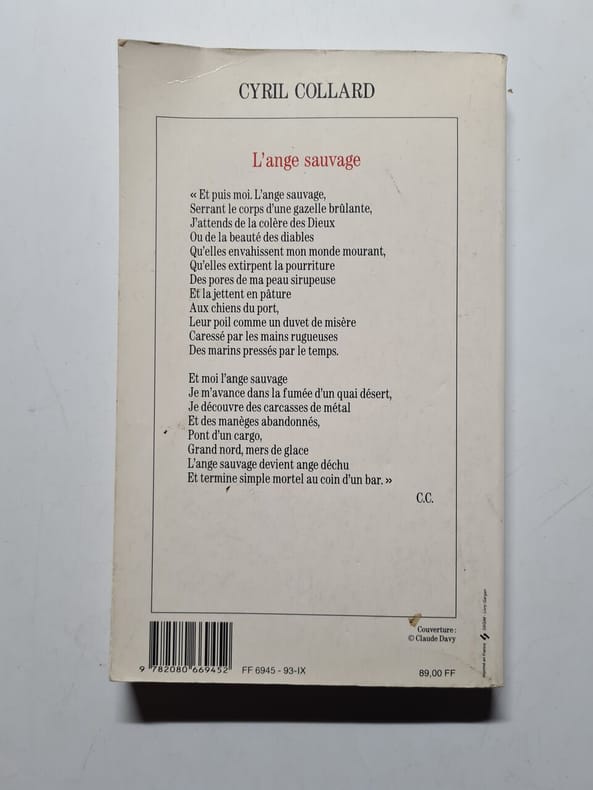 CYRIL COLLARD
L'ange sauvage
« Et puis moi. L'ange sauvage,
Serrant le corps d'une gazelle brûlante,
J'attends de la colère des Dieux
Ou de la beauté des diables
Qu'elles envahissent mon monde mourant,
Qu'elles extirpent la pourriture
Des pores de ma peau sirupeuse
Et la jettent en pâture
Aux chiens du port,
Leur poil comme un duvet de misère
Caressé par les mains rugueuses
Des marins pressés par le temps.
Et moi l'ange sauvage
Je m'avance dans la fumée d'un quai désert,
Je découvre des carcasses de métal
Et des manèges abandonnés,
Pont d'un cargo,
Grand nord, mers de glace
L'ange sauvage devient ange déchu
Et termine simple mortel au coin d'un bar. »
C.C.
Couverture :
© Claude Davy
9 782080 669452
FF 6945 - 93-IX
89,00 FF
Imprimé en France